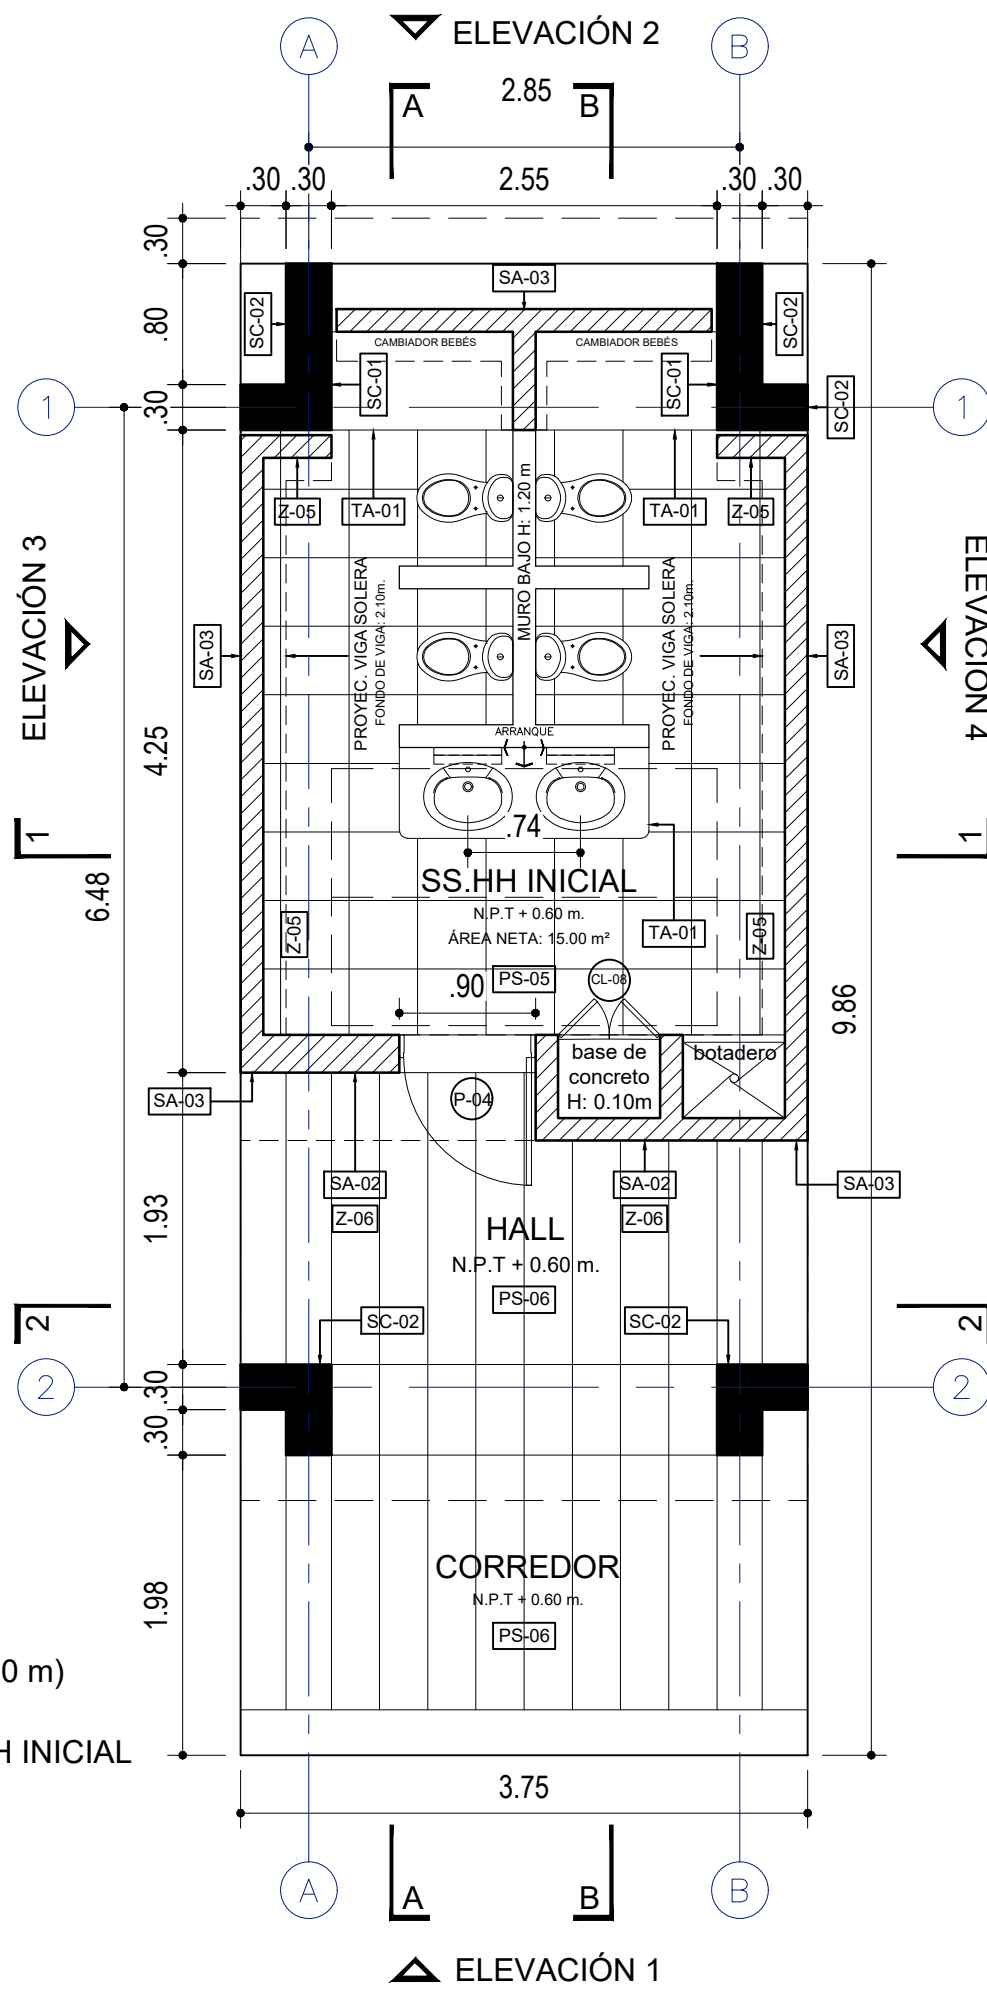 ELEVACIÓN 2
A
B
A
B
2.85
.30
.30
2.55
.30
.30
.30
.80
.30
SA-03
SC-02
SC-02
CAMBIADOR BEBÉS
CAMBIADOR BEBÉS
SC-01
SC-01
SC-02
1
1
Z-05
TA-01
TA-01
Z-05
MURO BAJO H: 1.20 m
ELEVACIÓN 3
ELEVACIÓN 4
SA-03
SA-03
PROYEC. VIGA SOLERA
FONDO DE VIGA: 2.10m.
PROYEC. VIGA SOLERA
FONDO DE VIGA: 2.10m.
ARRANQUE
4.25
.74
1
1
6.48
SS.HH INICIAL
N.P.T + 0.60 m.
ÁREA NETA: 15.00 m²
TA-01
Z-05
Z-05
.90
PS-05
CL-08
9.86
base de
concreto
H: 0.10m
botadero
SA-03
P-04
SA-02
Z-06
SA-02
Z-06
SA-03
1.93
HALL
N.P.T + 0.60 m.
PS-06
SC-02
SC-02
2
2
2
2
.30
.30
CORREDOR
N.P.T + 0.60 m.
PS-06
1.98
0 m)
H INICIAL
3.75
A
B
A
B
ELEVACIÓN 1